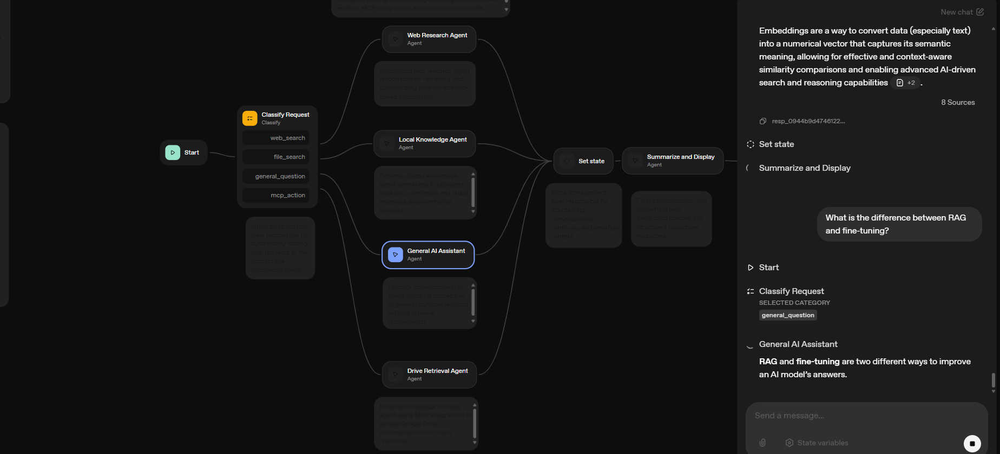 external MCP integrations and conversational state.
Web Research Agent
Agent
Specialized web research agent
responsible for retrieving and
summarizing external internet-
based information.
Classify Request
Classify
web_search
file_search
general_question
mcp_action
Start
Intent classification
layer responsible for
dynamically routing
user requests to the
appropriate
specialized agent.
Local Knowledge Agent
Agent
Retrieval-based knowledge
agent connected to uploaded
local documentation and study
materials/documentation
General AI Assistant
Agent
Fallback conversational AI
agent handling conceptual
or general-purpose requests
without retrieval
requirements.
Drive Retrieval Agent
Agent
External knowledge retrieval
agent using MCP integrations to
access Google Drive
documentation and study
resources.
Set state
State management
layer responsible for
maintaining
conversational
continuity and workflow
context.
Summarize and Display
Agent
Final summarization and
formatting layer
generating concise and
structured markdown
responses.
New chat
Embeddings are a way to convert data (especially text)
into a numerical vector that captures its semantic
meaning, allowing for effective and context-aware
similarity comparisons and enabling advanced AI-driven
search and reasoning capabilities +2 .
8 Sources
resp_0944b9d4746122...
Set state
Summarize and Display
What is the difference between RAG
and fine-tuning?
Start
Classify Request
SELECTED CATEGORY
general_question
General AI Assistant
RAG and fine-tuning are two different ways to improve
an AI model’s answers.
Send a message...
State variables